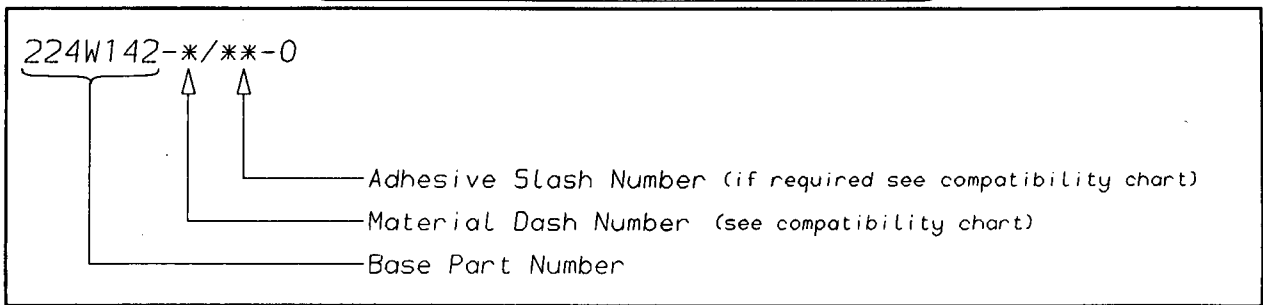 224W142-*/**-0
Adhesive Slash Number (if required see compatibility chart)
Material Dash Number (see compatibility chart)
Base Part Number